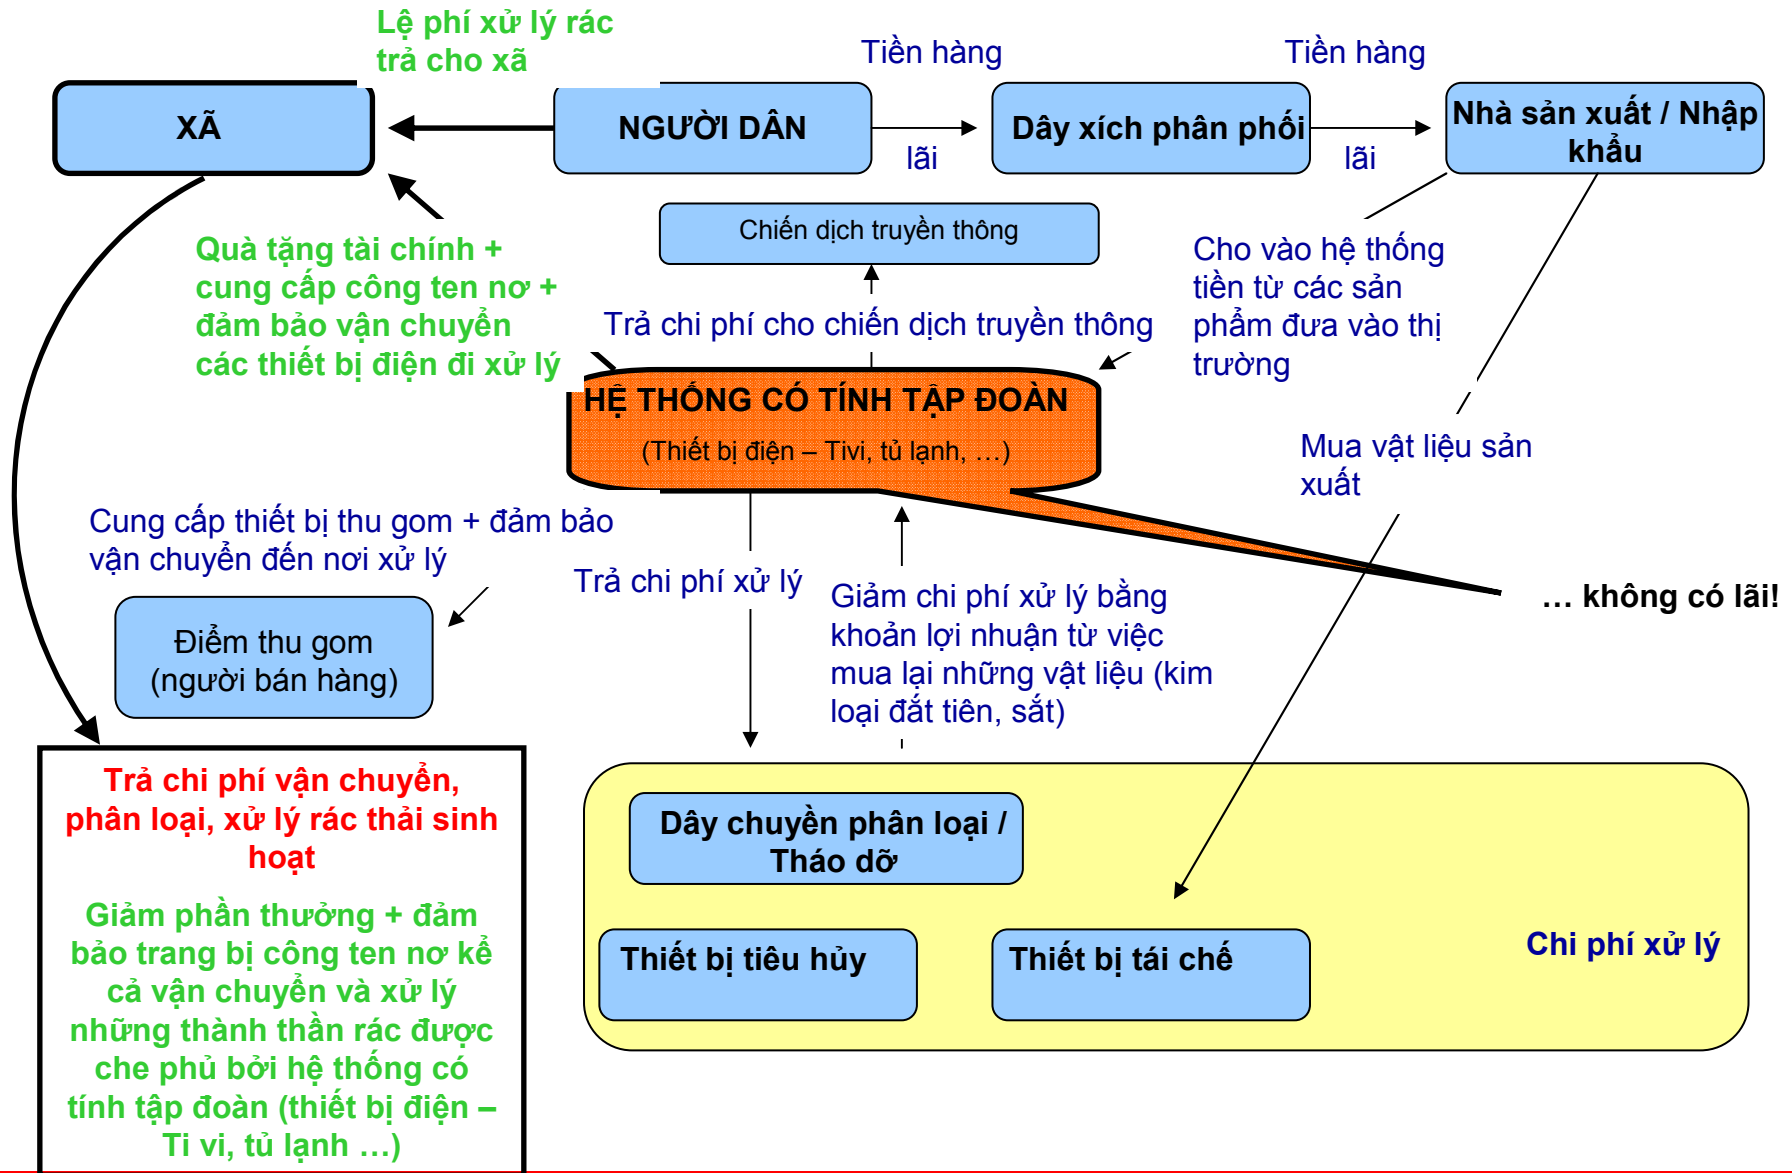 Lệ phí xử lý rác
trả cho xã
Tiền hàng
Tiền hàng
XÃ
NGƯỜI DÂN
Dây xích phân phối
Nhà sản xuất / Nhập
khẩu
lãi
lãi
Chiến dịch truyền thông
Quà tặng tài chính +
cung cấp công ten nơ +
đảm bảo vận chuyển
các thiết bị điện đi xử lý
Cho vào hệ thống
tiền từ các sản
phẩm đưa vào thị
trường
Trả chi phí cho chiến dịch truyền thông
HỆ THỐNG CÓ TÍNH TẬP ĐOÀN
(Thiết bị điện – Tivi, tủ lạnh, …)
Mua vật liệu sản
xuất
Cung cấp thiết bị thu gom + đảm bảo
vận chuyển đến nơi xử lý
Trả chi phí xử lý
Giảm chi phí xử lý bằng
khoản lợi nhuận từ việc
mua lại những vật liệu (kim
loại đắt tiên, sắt)
… không có lãi!
Điểm thu gom
(người bán hàng)
Trả chi phí vận chuyển,
phân loại, xử lý rác thải sinh
hoạt
Giảm phần thưởng + đảm
bảo trang bị công ten nơ kể
cả vận chuyển và xử lý
những thành thần rác được
che phủ bởi hệ thống có
tính tập đoàn (thiết bị điện –
Ti vi, tủ lạnh …)
Dây chuyền phân loại /
Tháo dỡ
Thiết bị tiêu hủy
Thiết bị tái chế
Chi phí xử lý